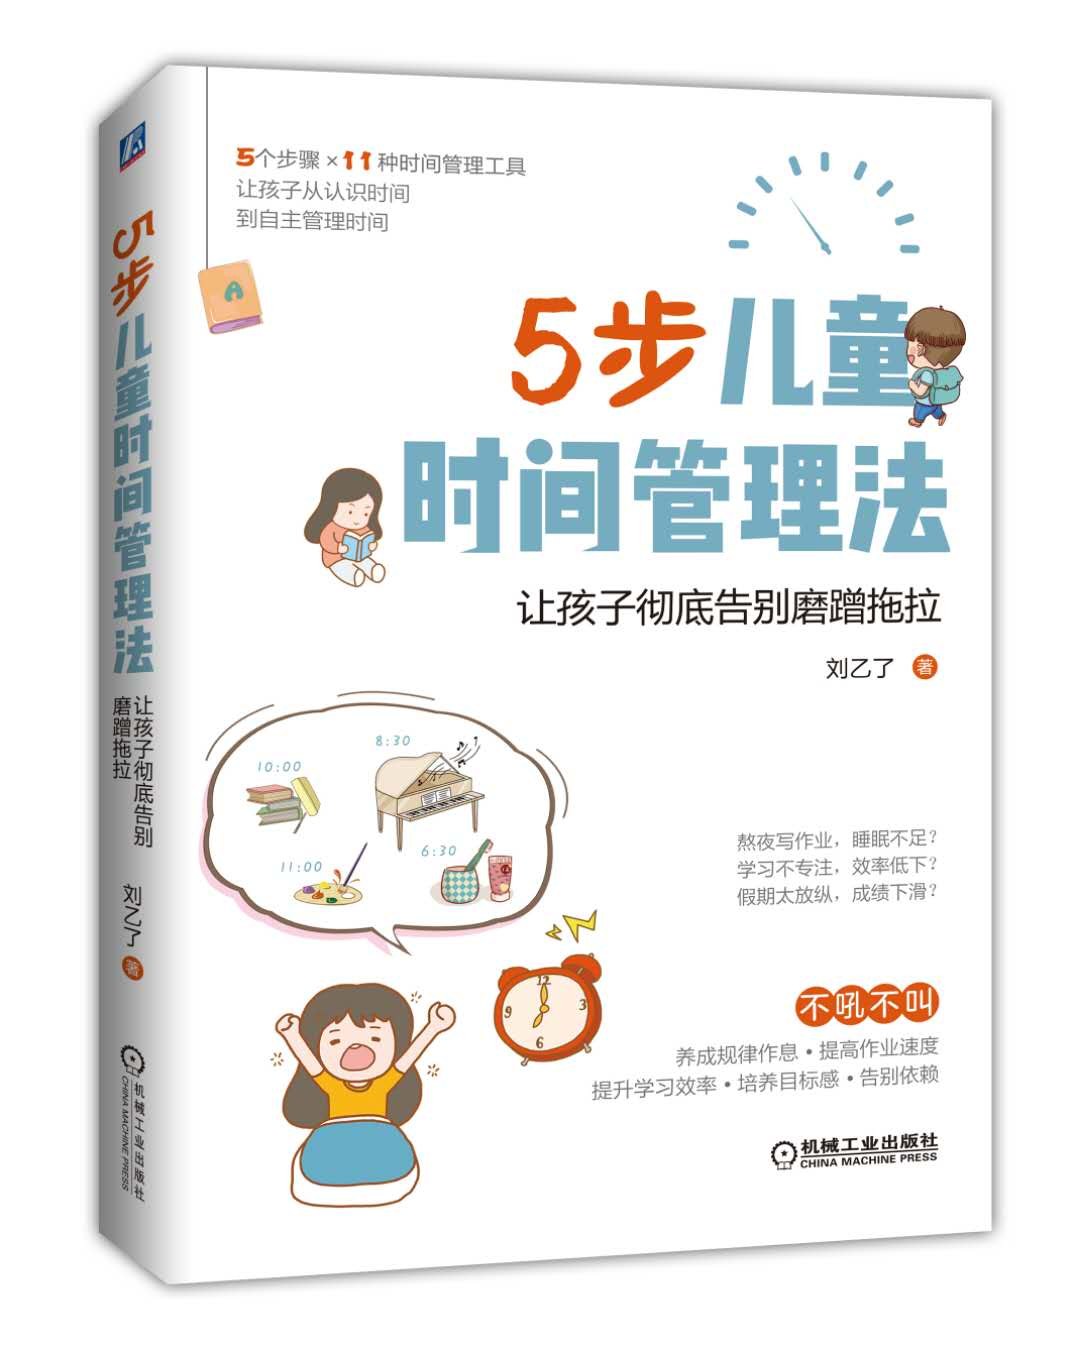 5个步骤×11种时间管理工具
让孩子从认识时间
到自主管理时间
A
5步儿童
时间管理法
让孩子彻底告别磨蹭拖拉
刘乙了 著
8:30
10:00
11:00
6:30
12
3
6
9
熬夜写作业，睡眠不足？
学习不专注，效率低下？
假期太放纵，成绩下滑？
不吼不叫
养成规律作息·提高作业速度
提升学习效率·培养目标感·告别依赖
机械工业出版社
CHINA MACHINE PRESS
5步儿童时间管理法
让孩子彻底告别
磨蹭拖拉
刘乙了 著
机械工业出版社
CHINA MACHINE PRESS